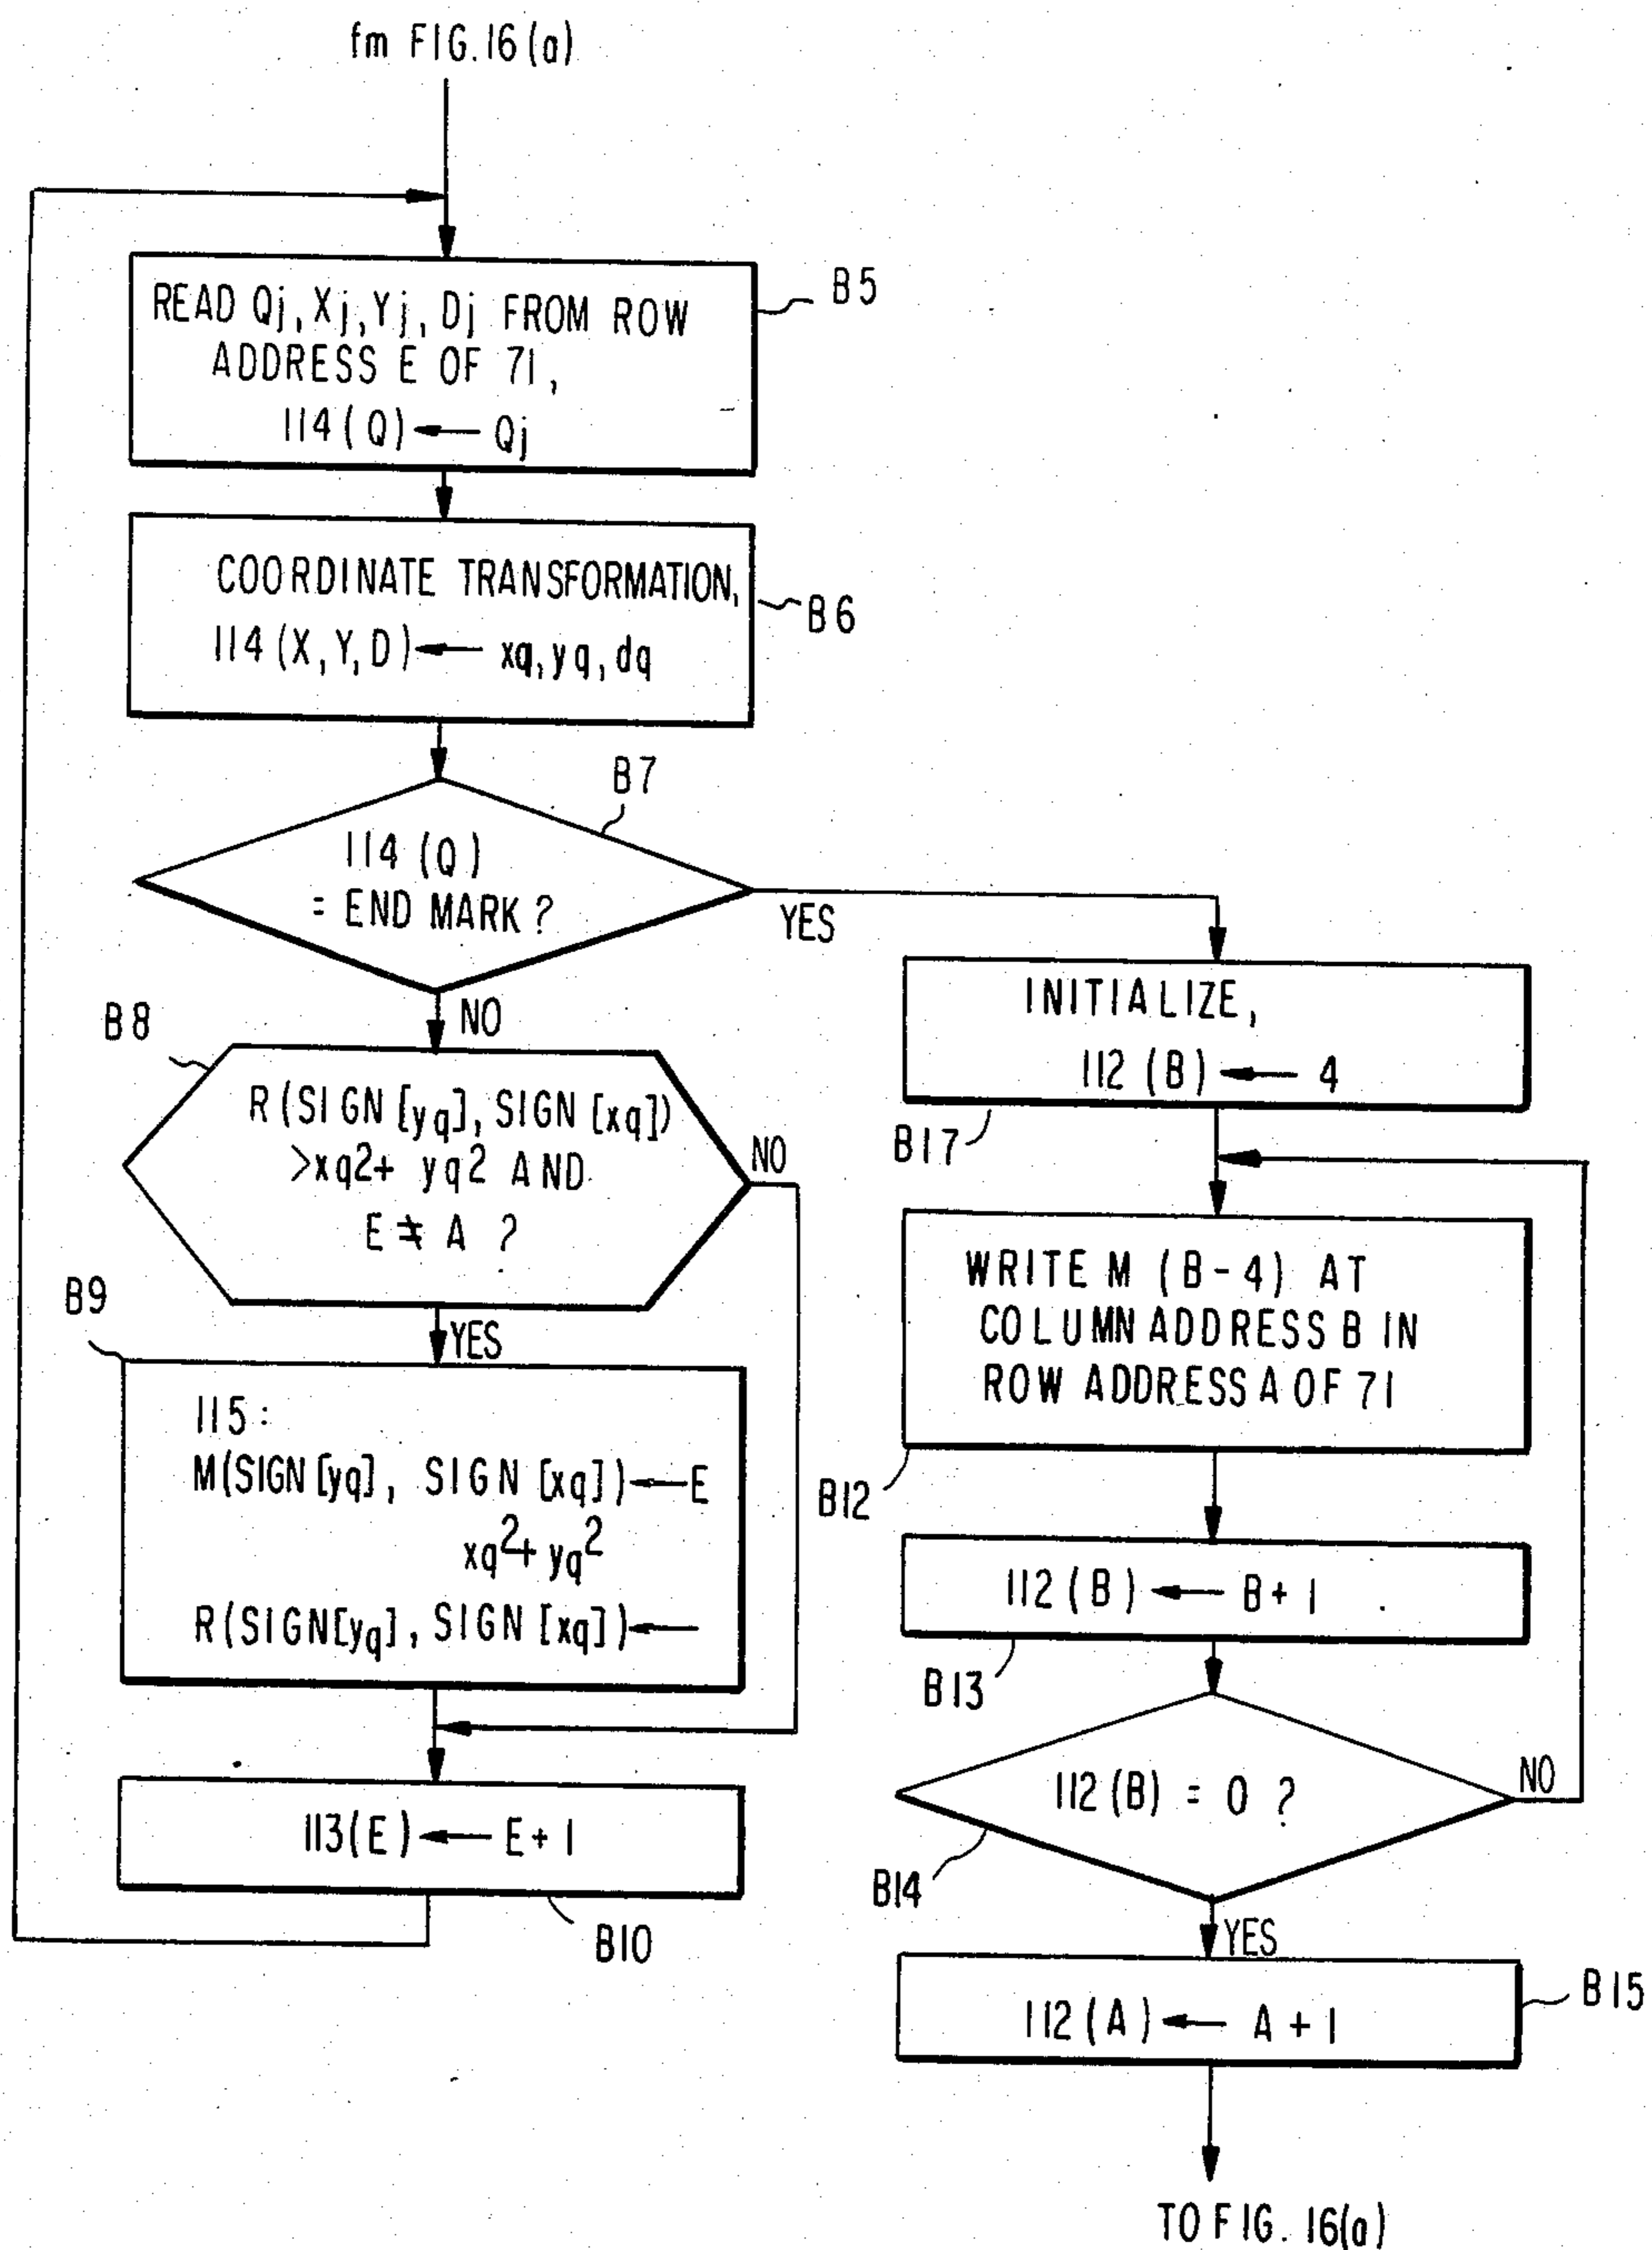 fm FIG. 16(a)
READ Qj, Xj, Yj, Dj FROM ROW
ADDRESS E OF 71,
114(Q) ← Qj
B5
COORDINATE TRANSFORMATION,
114(X, Y, D) ← xq, yq, dq
B6
B7
114 (Q)
= END MARK ?
YES
NO
B8
R(SIGN [yq], SIGN [xq])
>xq2+ yq2 AND
E ≠ A ?
NO
YES
B9
115:
M(SIGN [yq], SIGN [xq]) ← E
xq²+ yq²
R(SIGN[yq], SIGN [xq]) ←
113(E) ← E + 1
B10
INITIALIZE,
112 (B) ← 4
B17
WRITE M (B-4) AT
COLUMN ADDRESS B IN
ROW ADDRESS A OF 71
B12
112 (B) ← B + 1
B13
112 (B) = 0 ?
NO
B14
YES
112 (A) ← A + 1
B15
TO FIG. 16(a)